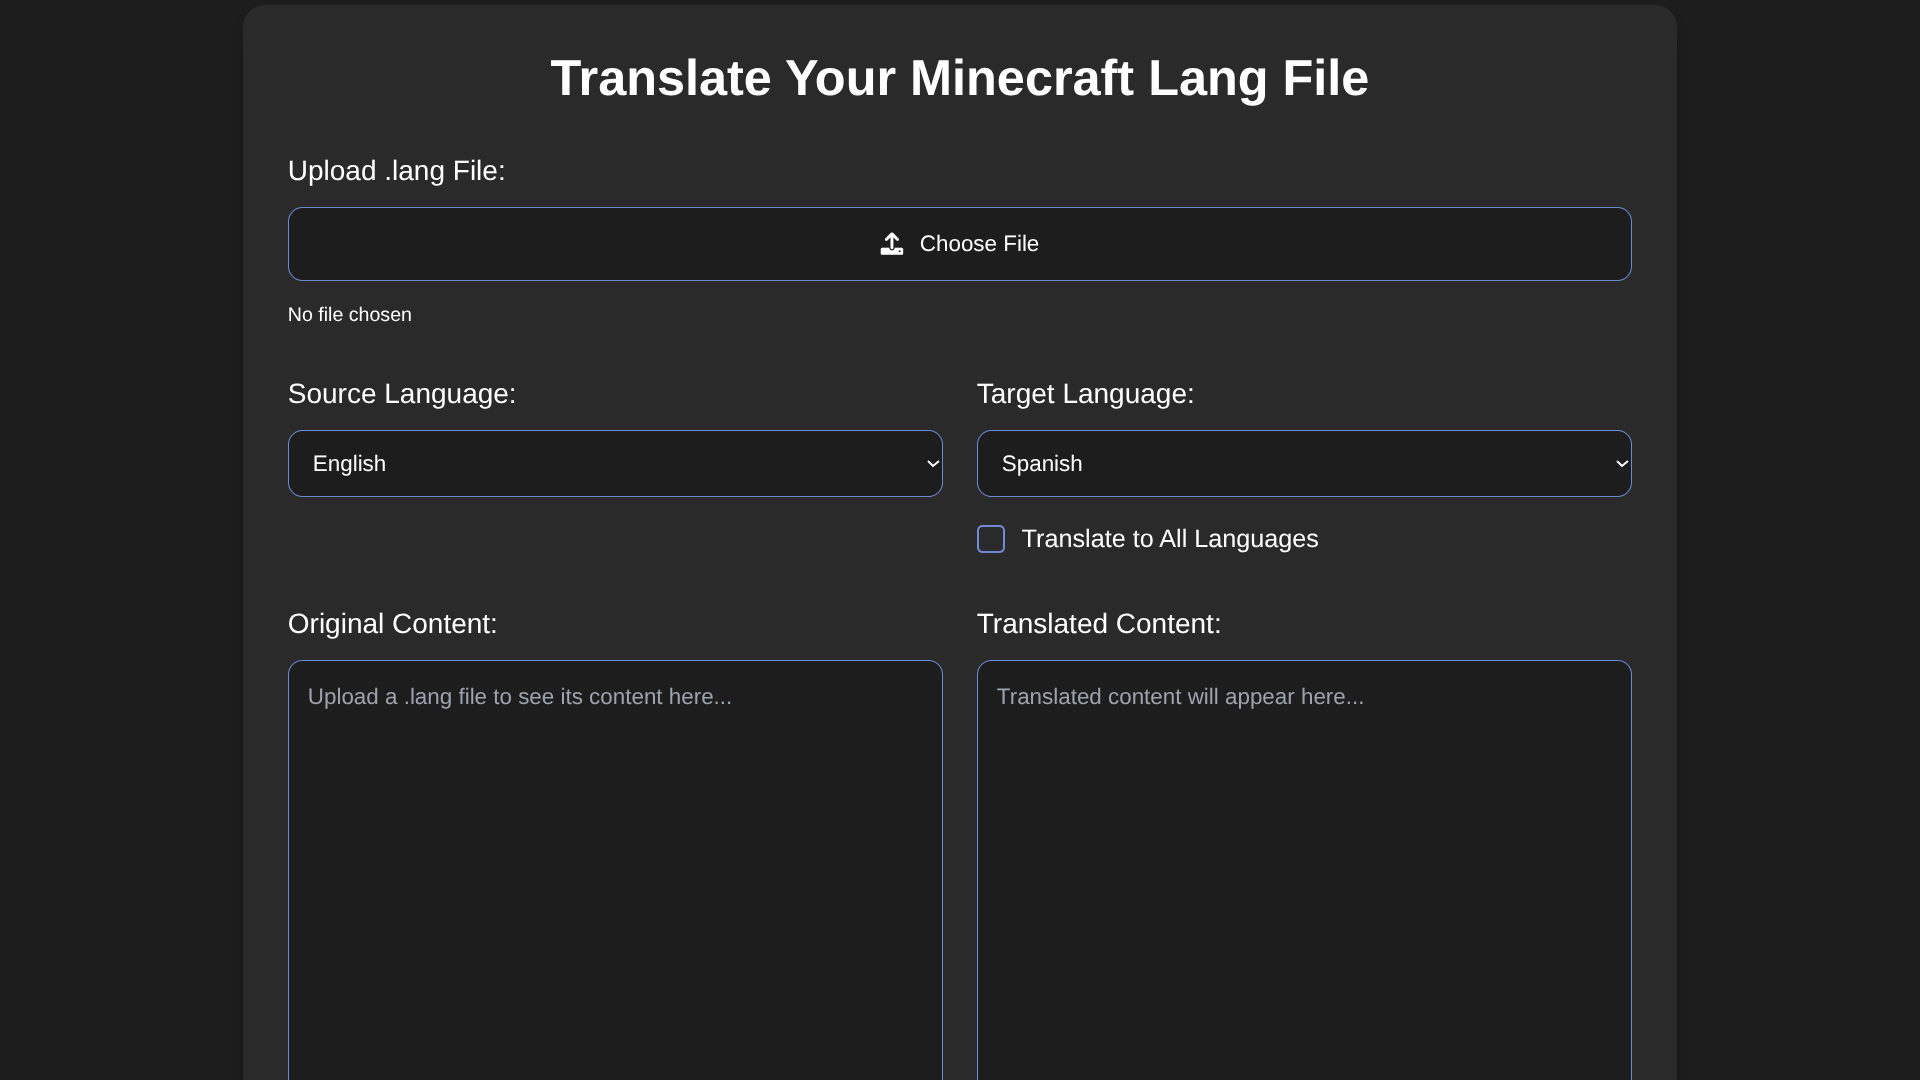 Translate Your Minecraft Lang File
Upload .lang File:
Choose File
No file chosen
Source Language:
Target Language:
English
Spanish
Translate to All Languages
Original Content:
Translated Content:
Upload a .lang file to see its content here...
Translated content will appear here...